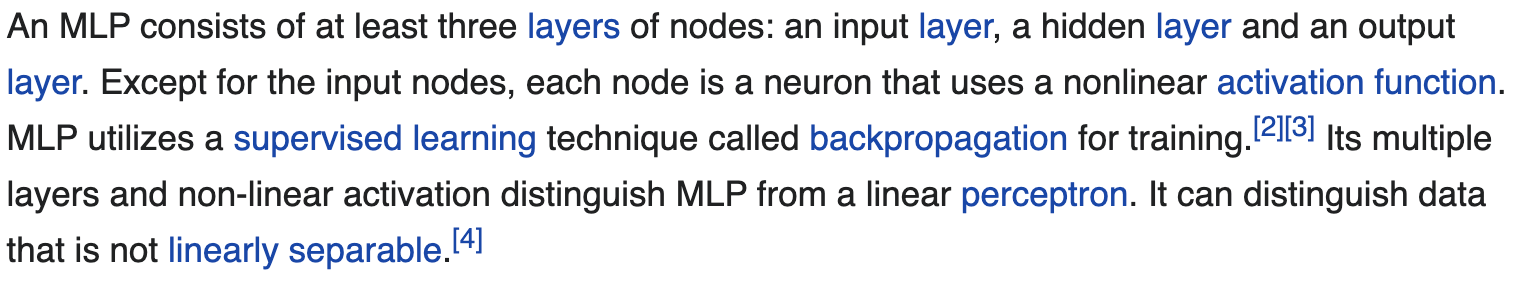 An MLP consists of at least three layers of nodes: an input layer, a hidden layer and an output
layer. Except for the input nodes, each node is a neuron that uses a nonlinear activation function.
MLP utilizes a supervised learning technique called backpropagation for training.[2][3] Its multiple
layers and non-linear activation distinguish MLP from a linear perceptron. It can distinguish data
that is not linearly separable.[4]